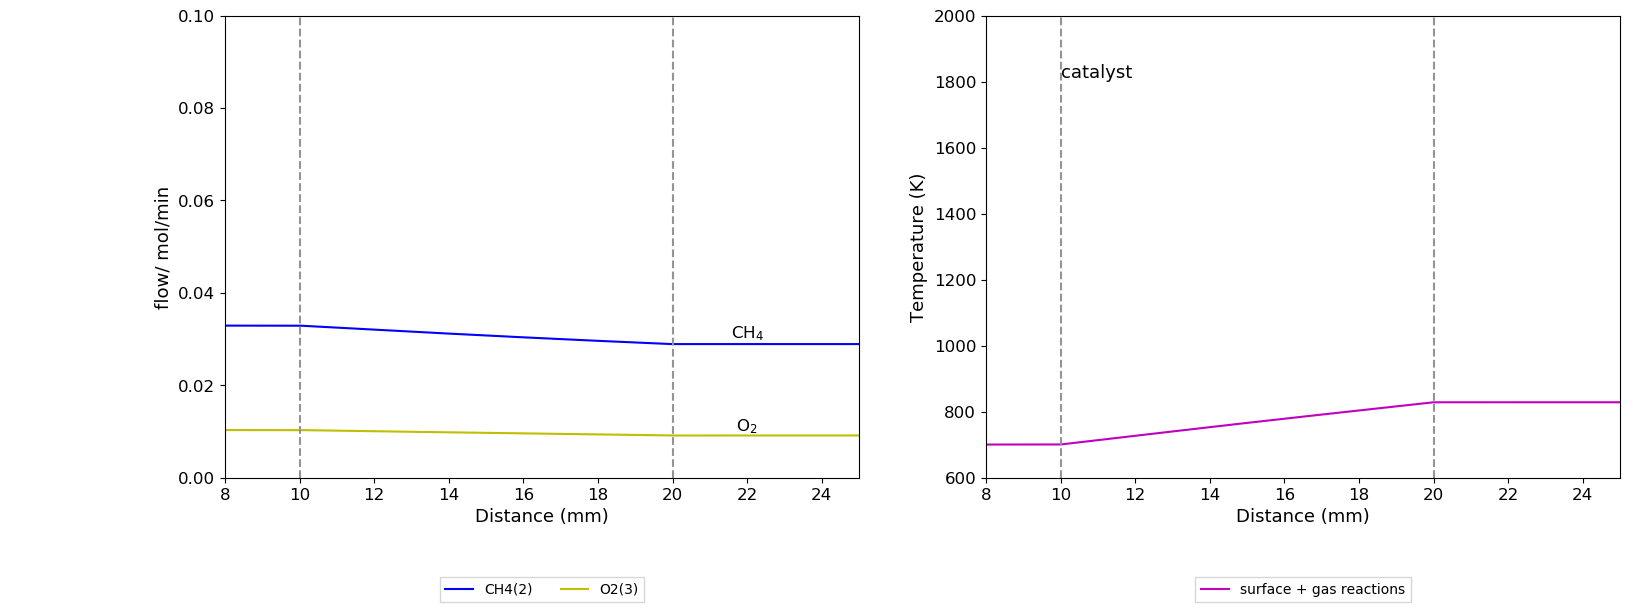 flow/ mol/min
0.10
0.08
0.06
0.04
0.02
0.00
CH₄
O₂
8 10 12 14 16 18 20 22 24
Distance (mm)
CH4(2) O2(3)
Temperature (K)
2000
1800
1600
1400
1200
1000
800
600
catalyst
8 10 12 14 16 18 20 22 24
Distance (mm)
surface + gas reactions